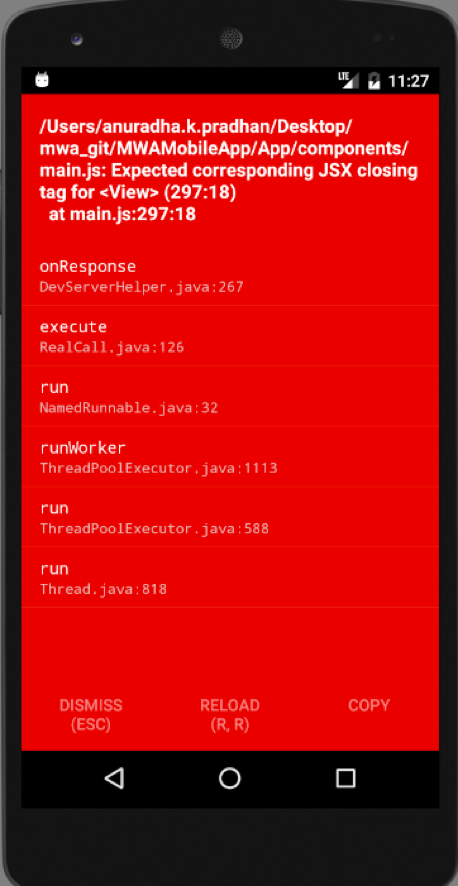 LTE 11:27
/Users/anuradha.k.pradhan/Desktop/
mwa_git/MWAMobileApp/App/components/
main.js: Expected corresponding JSX closing
tag for <View> (297:18)
at main.js:297:18
onResponse
DevServerHelper.java:267
execute
RealCall.java:126
run
NamedRunnable.java:32
runWorker
ThreadPoolExecutor.java:1113
run
ThreadPoolExecutor.java:588
run
Thread.java:818
DISMISS RELOAD COPY
(ESC) (R, R)